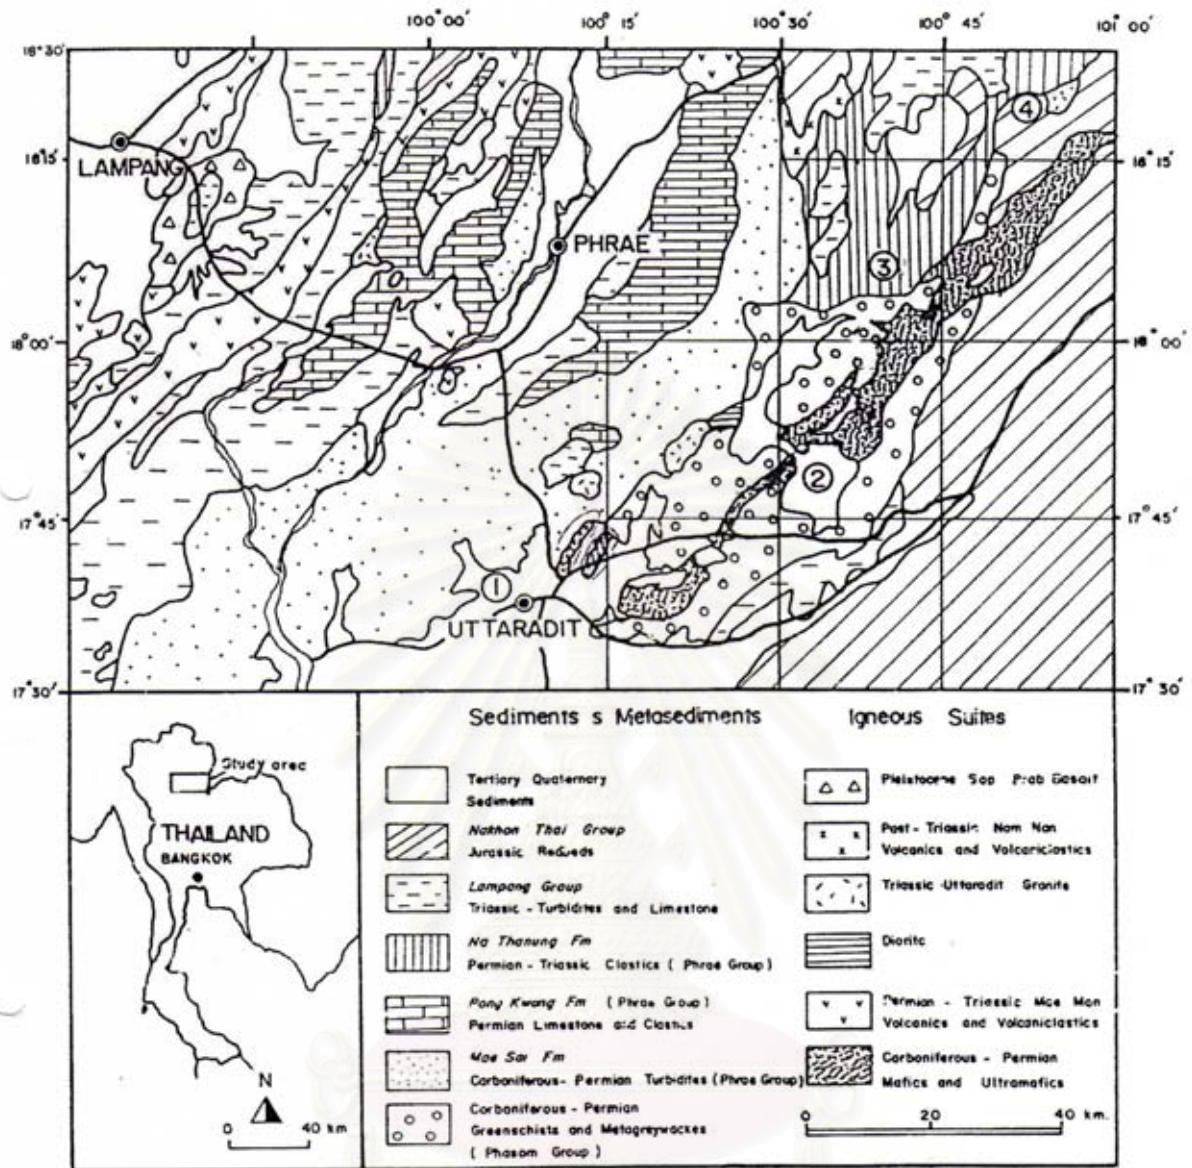 100° 00' 100° 15' 100° 30' 100° 45' 101° 00'
18°30'
LAMPANG
18°15'
PHRAE
4
3
18° 00'
18° 00'
2
17°45'
17°45'
1
UTTARADIT
17°30'
17° 30'
Study area
THAILAND
BANGKOK
N
0 40 km
Sediments s Metasediments
Tertiary Quaternary
Sediments
Nakhon Thai Group
Jurassic Redbeds
Lampang Group
Triassic - Turbidites and Limestone
Na Thanung Fm
Permian - Triassic Clastics ( Phrae Group )
Pang Kwang Fm ( Phrae Group )
Permian Limestone and Clastics
Mae Sai Fm
Carboniferous- Permian Turbidites (Phrae Group)
Carboniferous - Permian
Greenschists and Metagreywackes
( Phasom Group )
Igneous Suites
Pleistocene Sop Prab Basalt
Post - Triassic Nam Nan
Volcanics and Volcaniclastics
Triassic Uttaradit Granite
Diorite
Permian - Triassic Mae Man
Volcanics and Volcaniclastics
Carboniferous - Permian
Mafics and Ultramafics
0 20 40 km.